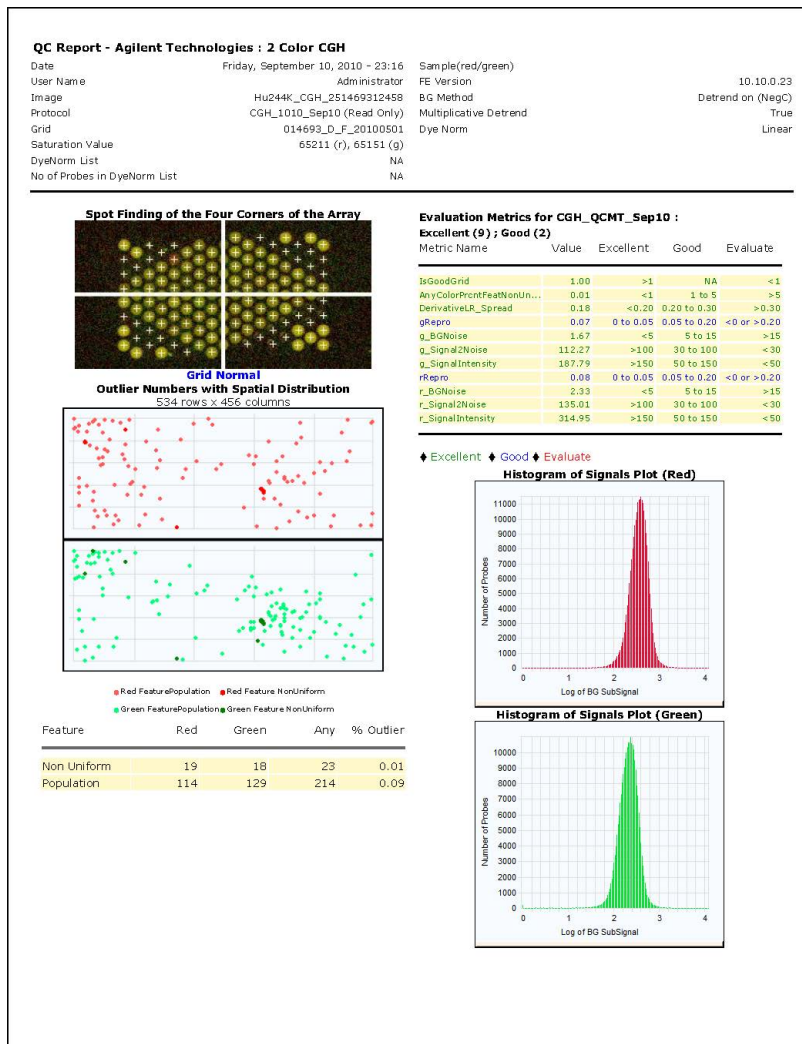 QC Report - Agilent Technologies : 2 Color CGH
Date Friday, September 10, 2010 - 23:16 Sample(red/green)
User Name Administrator FE Version 10.10.0.23
Image Hu244K_CGH_251469312458 BG Method Detrend on (NegC)
Protocol CGH_1010_Sep10 (Read Only) Multiplicative Detrend True
Grid 014693_D_F_20100501 Dye Norm Linear
Saturation Value 65211 (r), 65151 (g)
DyeNorm List NA
No of Probes in DyeNorm List NA
Spot Finding of the Four Corners of the Array
Grid Normal
Outlier Numbers with Spatial Distribution
534 rows x 456 columns
Red FeaturePopulation Red Feature NonUniform
Green FeaturePopulation Green Feature NonUniform
Feature Red Green Any % Outlier
Non Uniform 19 18 23 0.01
Population 114 129 214 0.09
Evaluation Metrics for CGH_QCMT_Sep10 :
Excellent (9) ; Good (2)
Metric Name Value Excellent Good Evaluate
IsGoodGrid 1.00 >1 NA <1
AnyColorPrcntFeatNonUn... 0.01 <1 1 to 5 >5
DerivativeLR_Spread 0.18 <0.20 0.20 to 0.30 >0.30
gRepro 0.07 0 to 0.05 0.05 to 0.20 <0 or >0.20
g_BGNoise 1.67 <5 5 to 15 >15
g_Signal2Noise 112.27 >100 30 to 100 <30
g_SignalIntensity 187.79 >150 50 to 150 <50
rRepro 0.08 0 to 0.05 0.05 to 0.20 <0 or >0.20
r_BGNoise 2.33 <5 5 to 15 >15
r_Signal2Noise 135.01 >100 30 to 100 <30
r_SignalIntensity 314.95 >150 50 to 150 <50
♦ Excellent ♦ Good ♦ Evaluate
Histogram of Signals Plot (Red)
Number of Probes
11000
10000
9000
8000
7000
6000
5000
4000
3000
2000
1000
0
0 1 2 3 4
Log of BG SubSignal
Histogram of Signals Plot (Green)
Number of Probes
10000
9000
8000
7000
6000
5000
4000
3000
2000
1000
0
0 1 2 3 4
Log of BG SubSignal